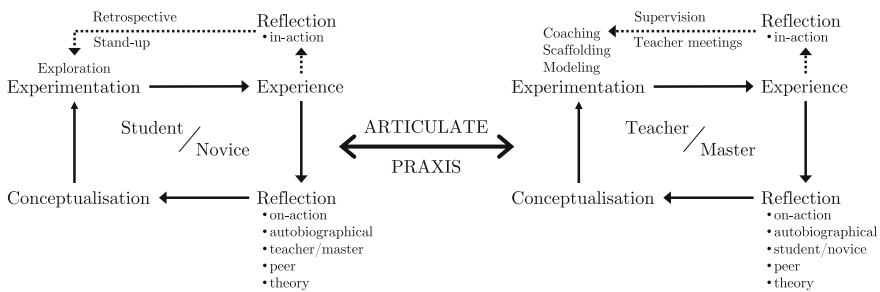 Retrospective
Stand-up
Reflection
• in-action
Exploration
Experimentation
Experience
Student
/
Novice
Conceptualisation
Reflection
• on-action
• autobiographical
• teacher/master
• peer
• theory
ARTICULATE
PRAXIS
Coaching
Scaffolding
Modeling
Supervision
Teacher meetings
Reflection
• in-action
Experimentation
Experience
Teacher
/
Master
Conceptualisation
Reflection
• on-action
• autobiographical
• student/novice
• peer
• theory